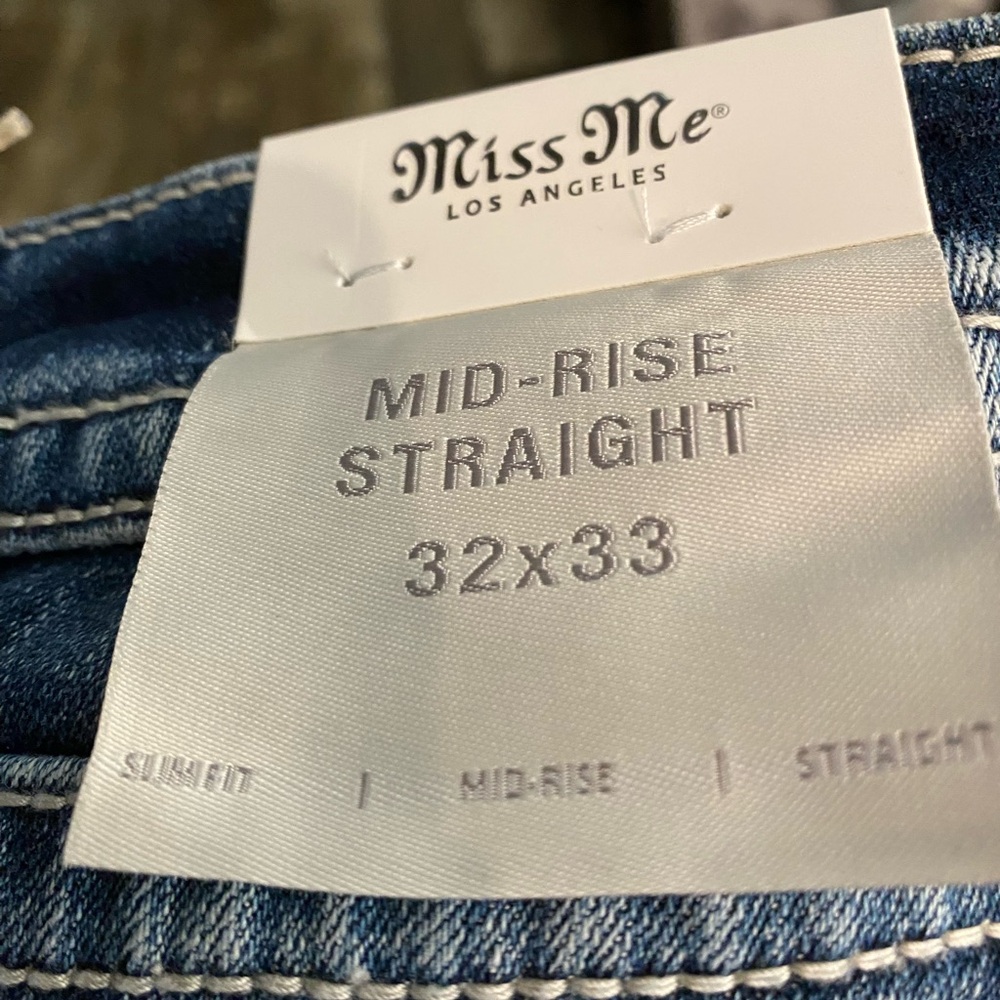 Miss Me®
LOS ANGELES
MID-RISE
STRAIGHT
32x33
SLIM FIT | MID-RISE | STRAIGHT